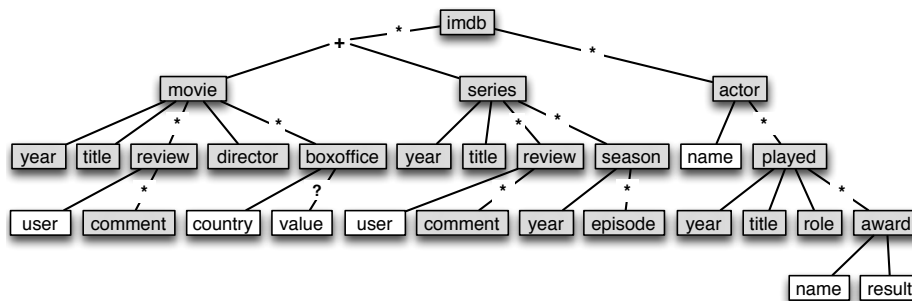 imdb
* *
+
movie series actor
* * * * *
year title review director boxoffice year title review season name played
* ? * * *
user comment country value user comment year episode year title role award
name result